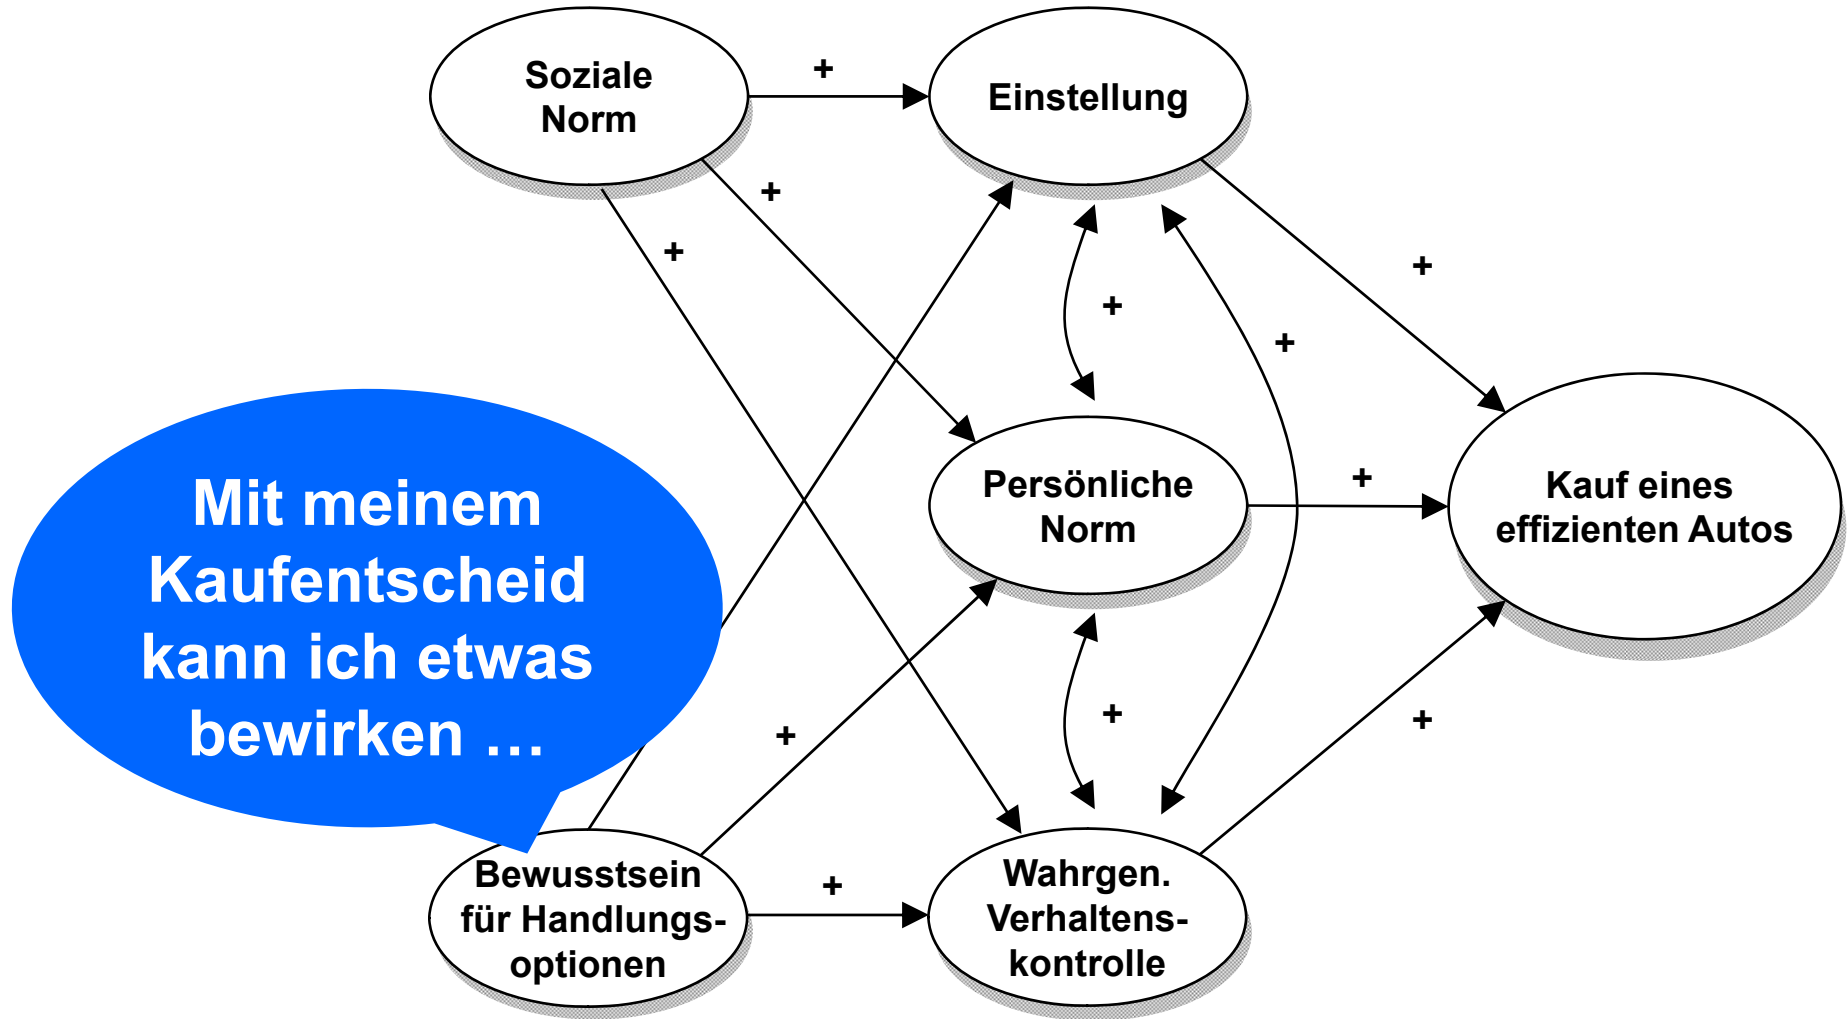 Soziale
Norm
+
Einstellung
+
+
+
+
+
Mit meinem
Kaufentscheid
kann ich etwas
bewirken …
Persönliche
Norm
+
Kauf eines
effizienten Autos
+
+
+
Bewusstsein
für Handlungs-
optionen
+
Wahrgen.
Verhaltens-
kontrolle